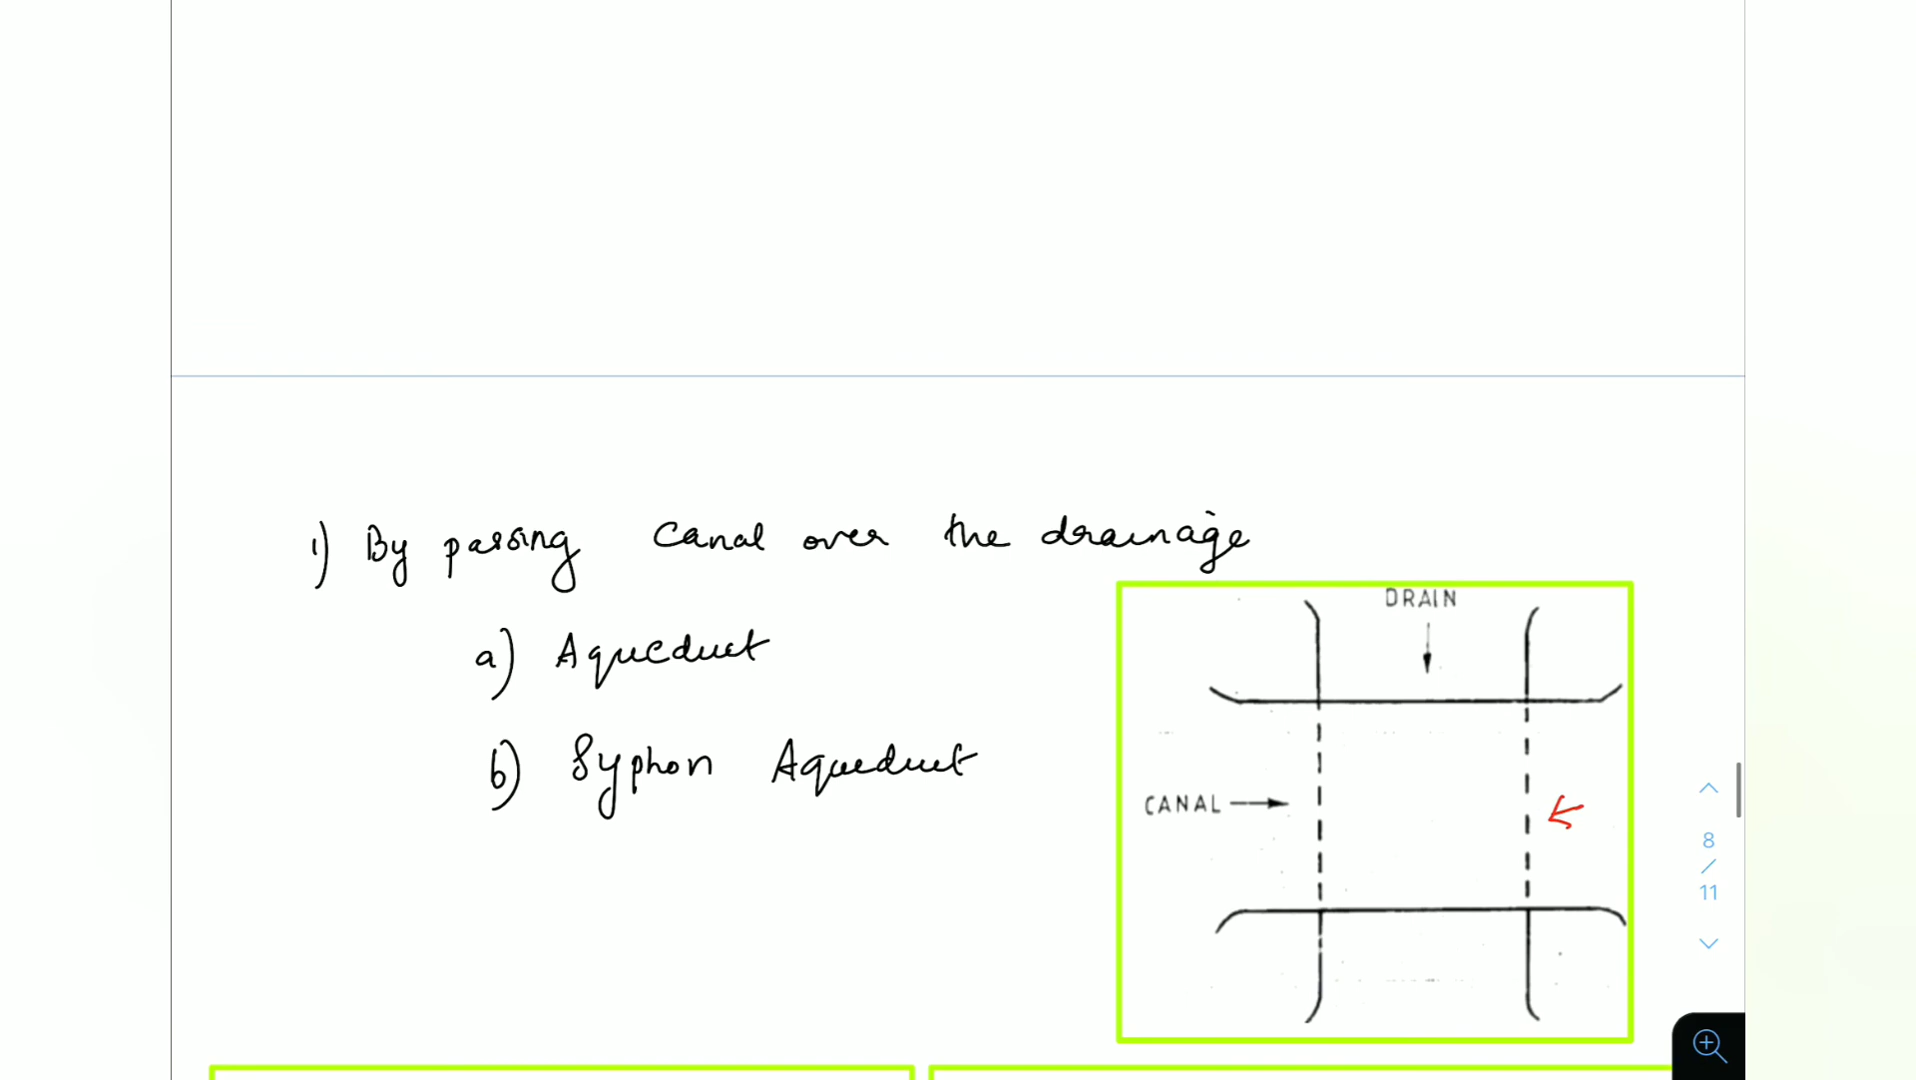 1) By passing Canal over the drainage
a) Aqueduct
b) Syphon Aqueduct
DRAIN
CANAL
8
/
11